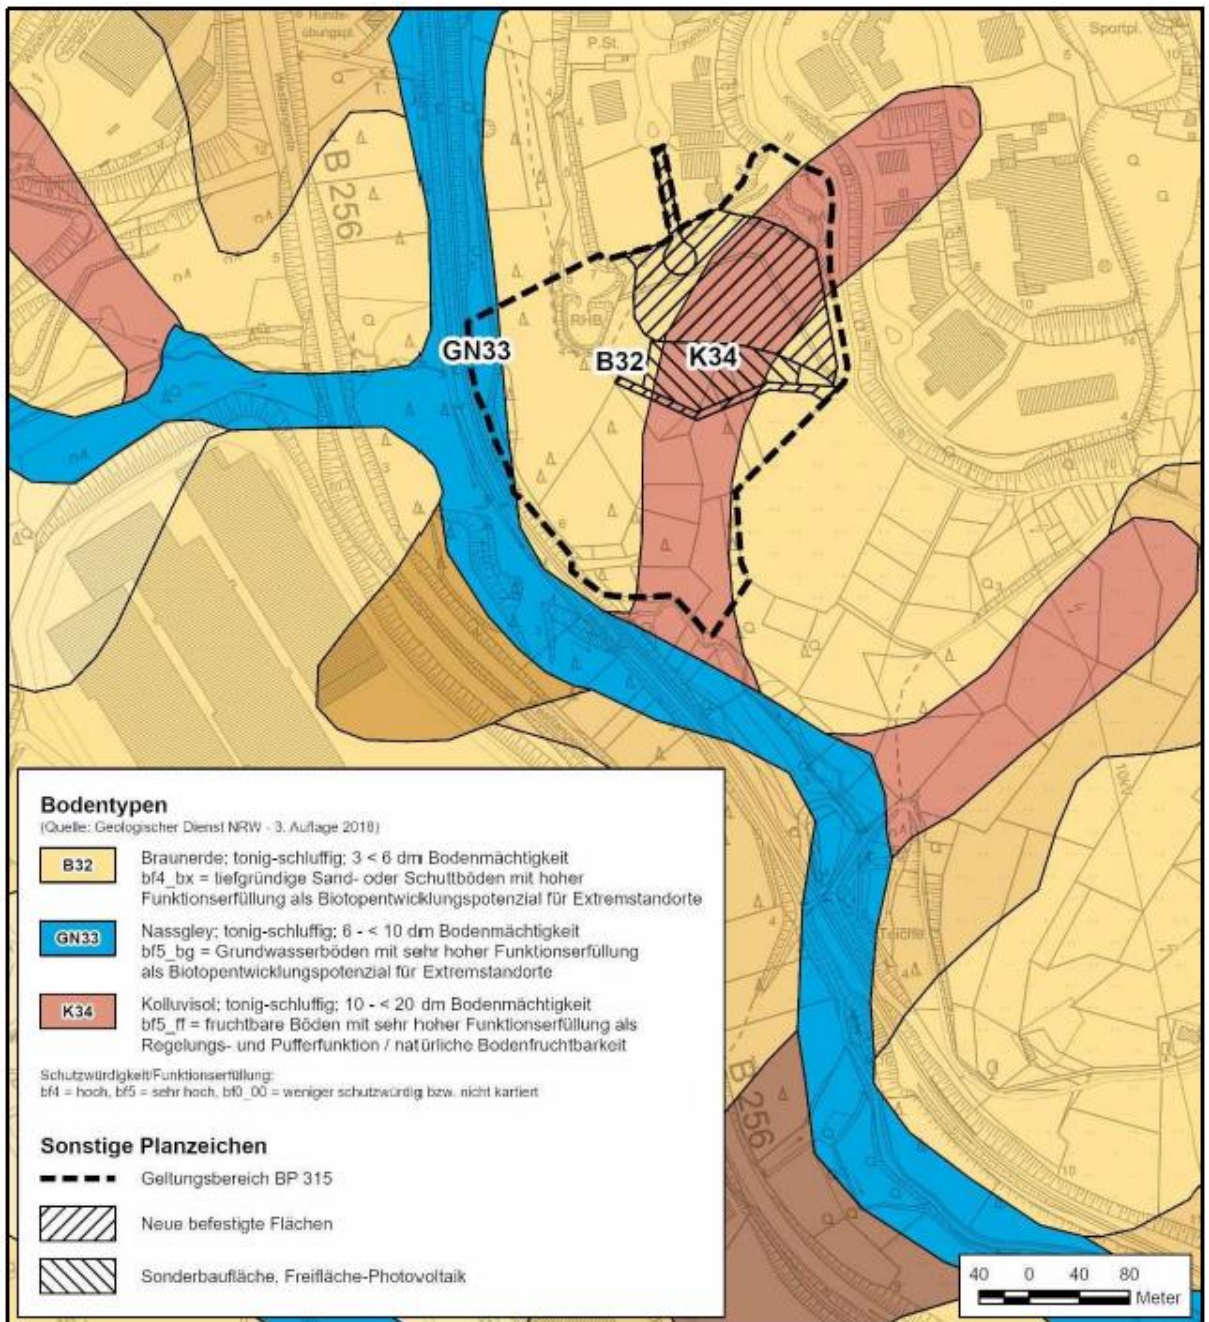 Hunde-
übungspl.
P.St.
Sportpl.
B 256
RHB
GN33
B32
K34
10kV
Teiche
B 256
Bodentypen
(Quelle: Geologischer Dienst NRW - 3. Auflage 2018)
B32
Braunerde; tonig-schluffig; 3 < 6 dm Bodenmächtigkeit
bf4_bx = tiefgründige Sand- oder Schuttböden mit hoher
Funktionserfüllung als Biotopentwicklungspotenzial für Extremstandorte
GN33
Nassgley; tonig-schluffig; 6 - < 10 dm Bodenmächtigkeit
bf5_bg = Grundwasserböden mit sehr hoher Funktionserfüllung
als Biotopentwicklungspotenzial für Extremstandorte
K34
Kolluvisol; tonig-schluffig; 10 - < 20 dm Bodenmächtigkeit
bf5_ff = fruchtbare Böden mit sehr hoher Funktionserfüllung als
Regelungs- und Pufferfunktion / natürliche Bodenfruchtbarkeit
Schutzwürdigkeit/Funktionserfüllung:
bf4 = hoch, bf5 = sehr hoch, bf0_00 = weniger schutzwürdig bzw. nicht kartiert
Sonstige Planzeichen
Geltungsbereich BP 315
Neue befestigte Flächen
Sonderbaufläche, Freifläche-Photovoltaik
40 0 40 80
Meter